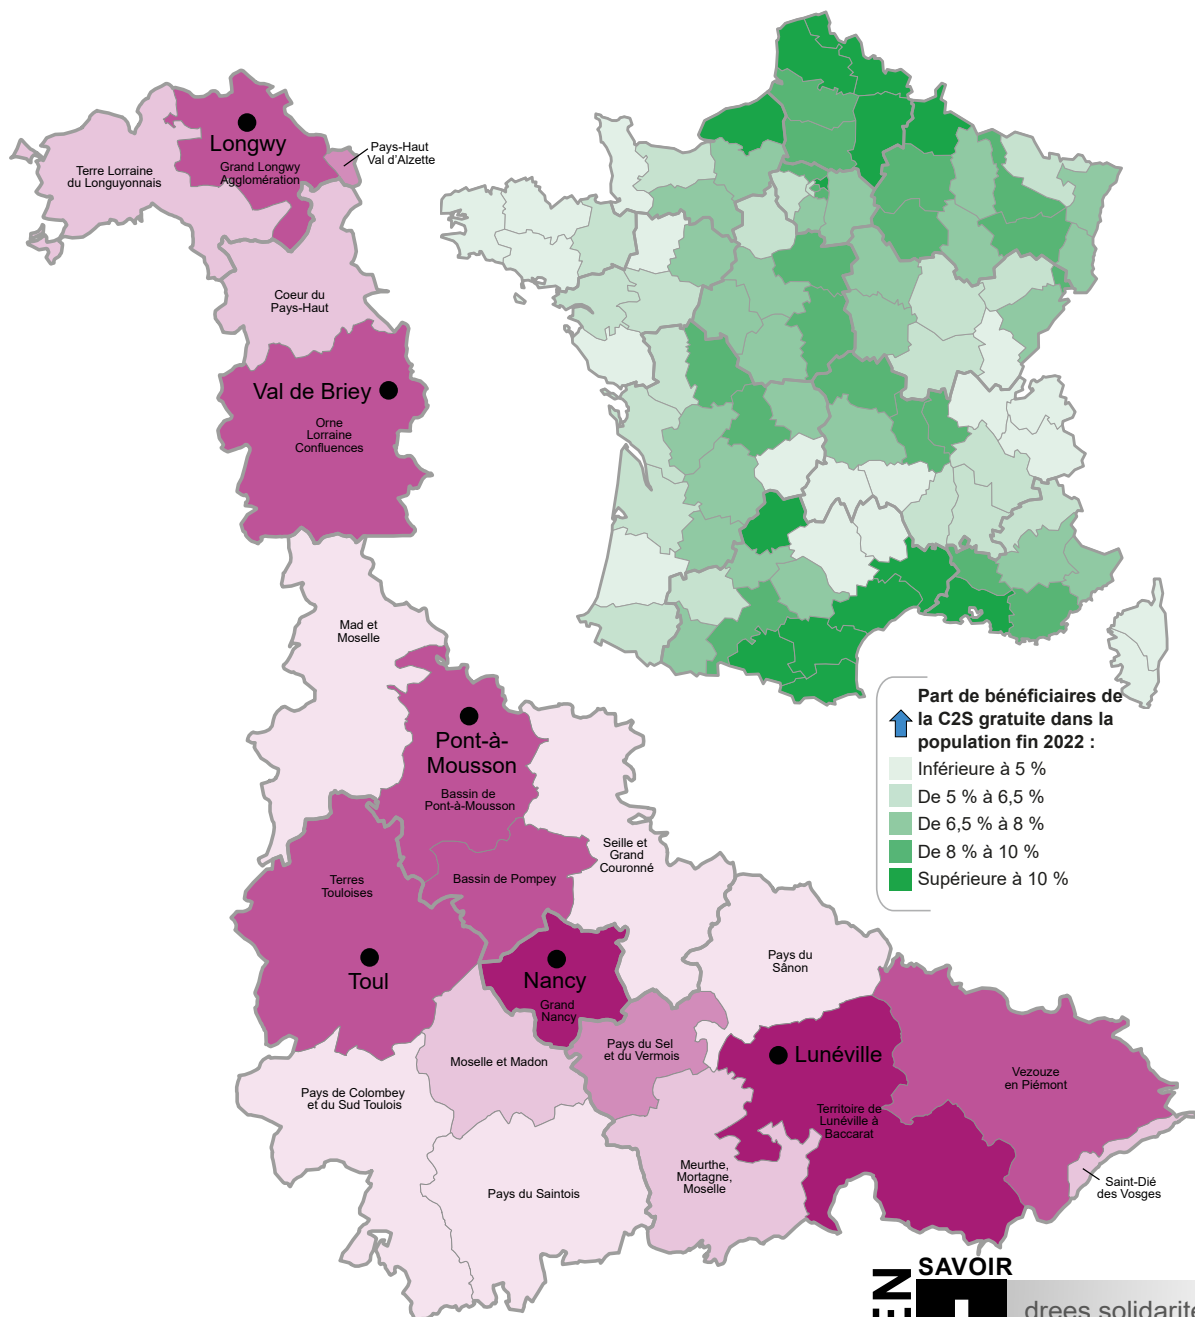 Longwy
Grand Longwy
Agglomération
Pays-Haut
Val d'Alzette
Terre Lorraine
du Longuyonnais
Coeur du
Pays-Haut
Val de Briey
Orne
Lorraine
Confluences
Mad et
Moselle
Pont-à-
Mousson
Bassin de
Pont-à-Mousson
Seille et
Grand
Couronné
Terres
Touloises
Bassin de Pompey
Toul
Nancy
Grand
Nancy
Pays du
Sânon
Pays du Sel
et du Vermois
Moselle et Madon
Lunéville
Territoire de
Lunéville à
Baccarat
Vezouze
en Piémont
Pays de Colombey
et du Sud Toulois
Pays du Saintois
Meurthe,
Mortagne,
Moselle
Saint-Dié
des Vosges
Part de bénéficiaires de
la C2S gratuite dans la
population fin 2022 :
Inférieure à 5 %
De 5 % à 6,5 %
De 6,5 % à 8 %
De 8 % à 10 %
Supérieure à 10 %
EN
SAVOIR
drees.solidarité